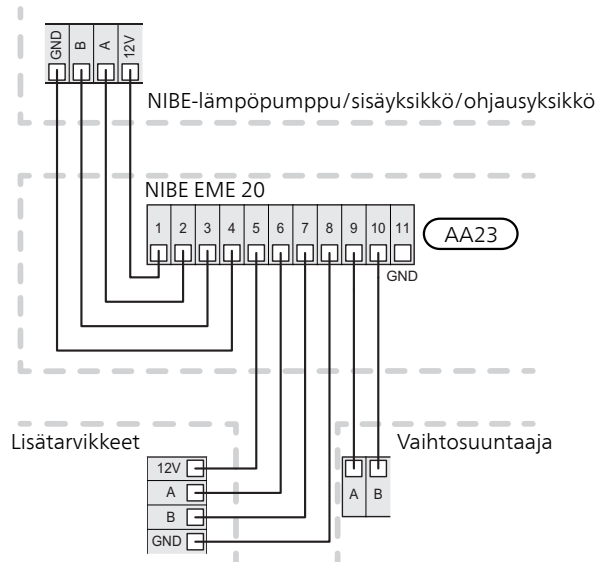 GND B A 12V
NIBE-lämpöpumppu/sisäyksikkö/ohjausyksikkö
NIBE EME 20
1 2 3 4 5 6 7 8 9 10 11
AA23
GND
Lisätarvikkeet
Vaihtosuuntaaja
12V
A
B
GND
A B